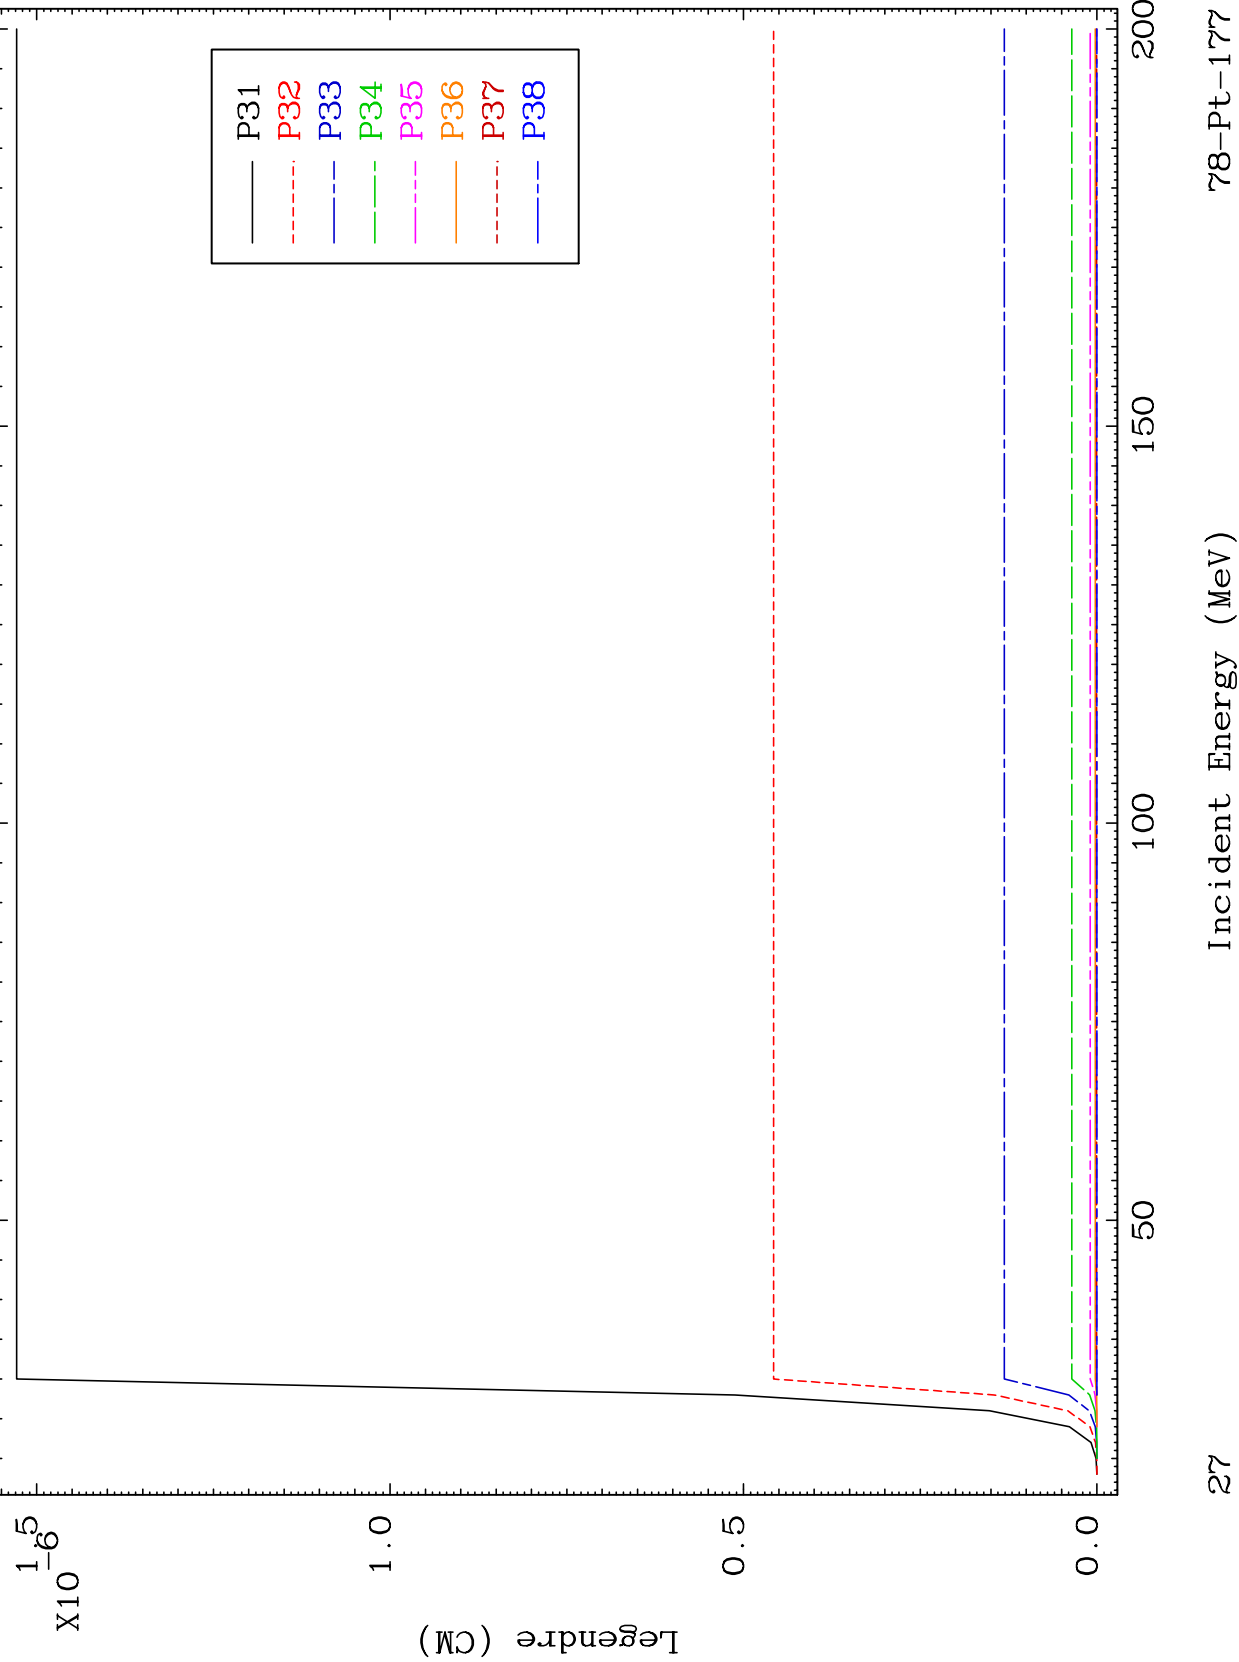 1.5
X10-6
1.0
0.5
0.0
Legendre (CM)
P31
P32
P33
P34
P35
P36
P37
P38
50
100
150
200
27
Incident Energy (MeV)
78-Pt-177